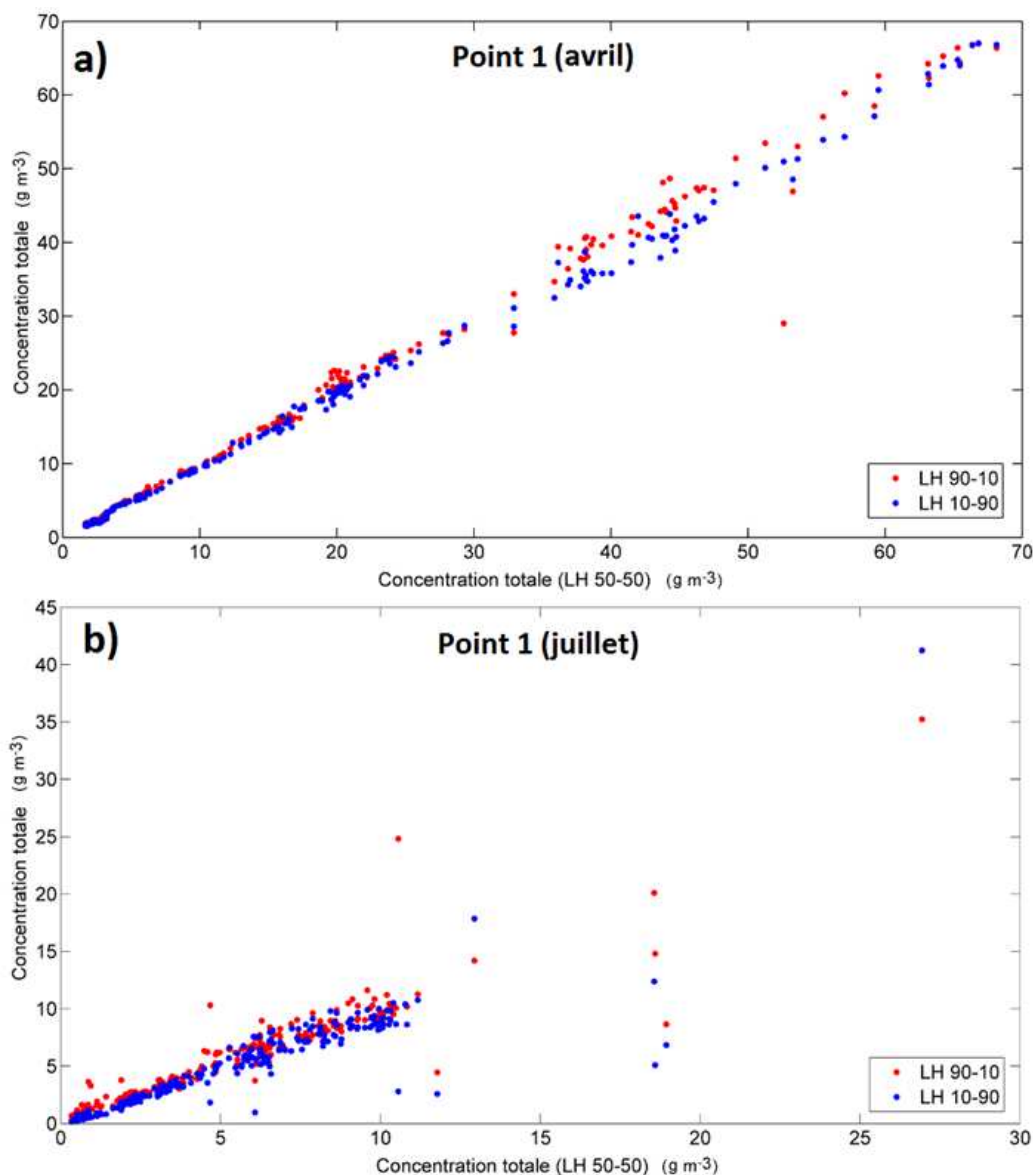 a)
Point 1 (avril)
Concentration totale (g m-3)
70
60
50
40
30
20
10
0
LH 90-10
LH 10-90
0 10 20 30 40 50 60 70
Concentration totale (LH 50-50) (g m-3)
b)
Point 1 (juillet)
Concentration totale (g m-3)
45
40
35
30
25
20
15
10
5
0
LH 90-10
LH 10-90
0 5 10 15 20 25 30
Concentration totale (LH 50-50) (g m-3)